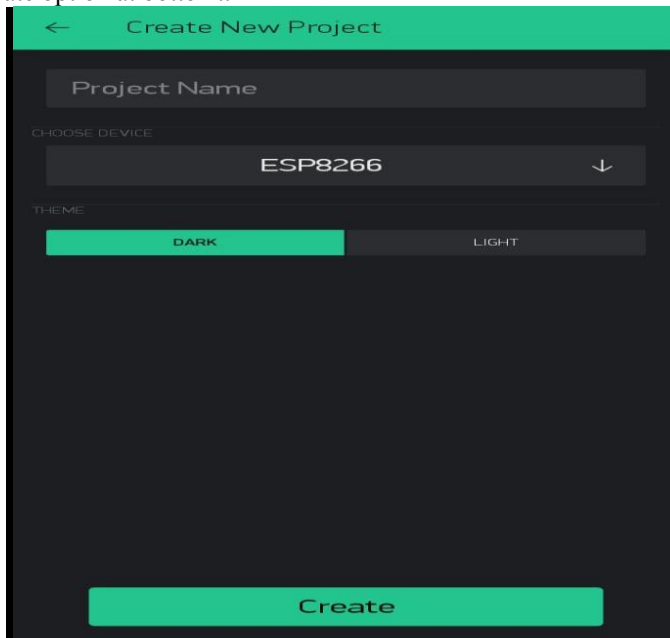 Create New Project
Project Name
CHOOSE DEVICE
ESP8266
THEME
DARK LIGHT
Create